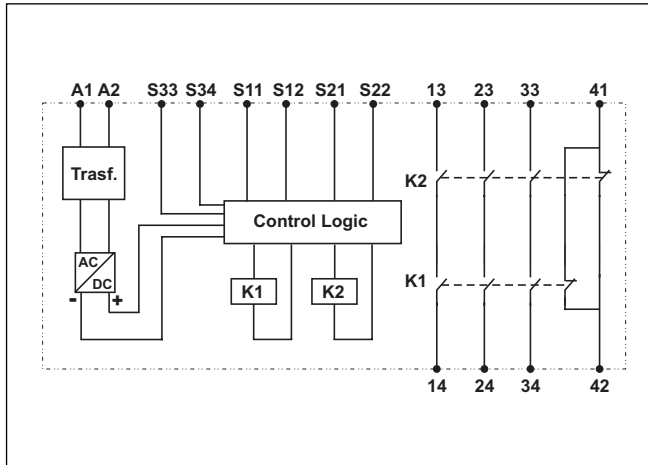 A1 A2 S33 S34 S11 S12 S21 S22 13 23 33 41
Trasf.
K2
Control Logic
AC
DC
- +
K1 K2
K1
14 24 34 42